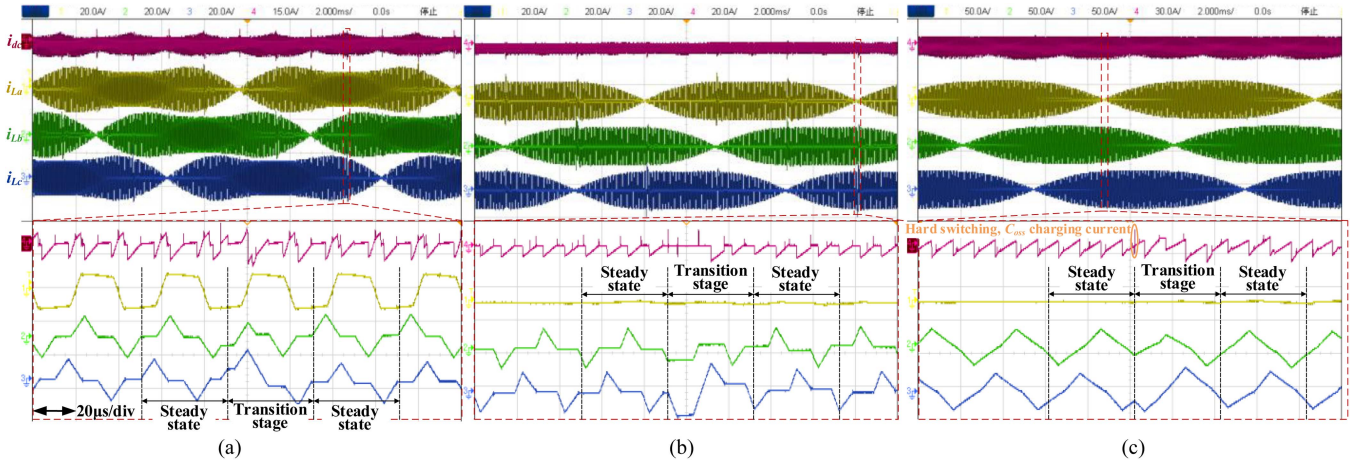 1 20.0A/ 2 20.0A/ 3 20.0A/ 4 15.0A/ 2.000ms/ 0.0s 停止
1 20.0A/ 2 20.0A/ 3 20.0A/ 4 20.0A/ 2.000ms/ 0.0s 停止
1 50.0A/ 2 50.0A/ 3 50.0A/ 4 30.0A/ 2.000ms/ 0.0s 停止
idc
iLa
iLb
iLc
Hard switching, Coss charging current
Steady state
Transition stage
Steady state
Steady state
Transition stage
Steady state
20μs/div
Steady state
Transition stage
Steady state
(a)
(b)
(c)